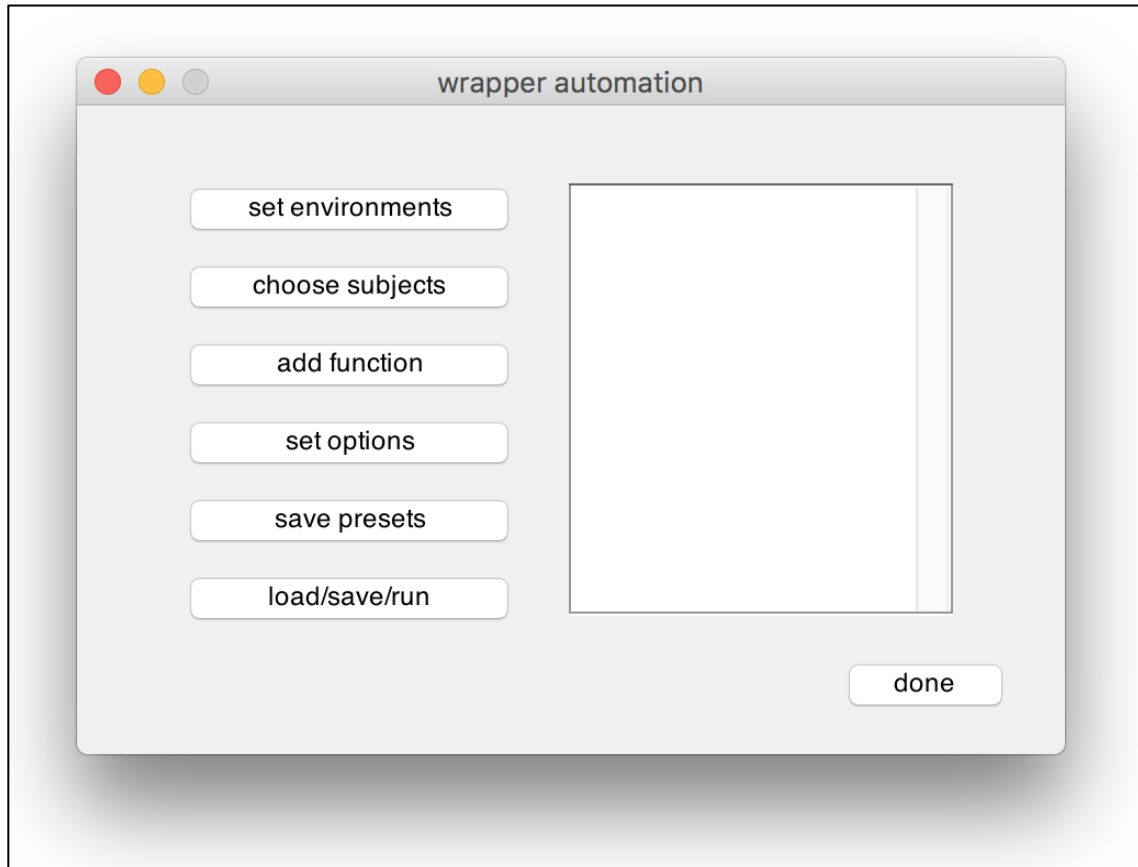 wrapper automation
set environments
choose subjects
add function
set options
save presets
load/save/run
done